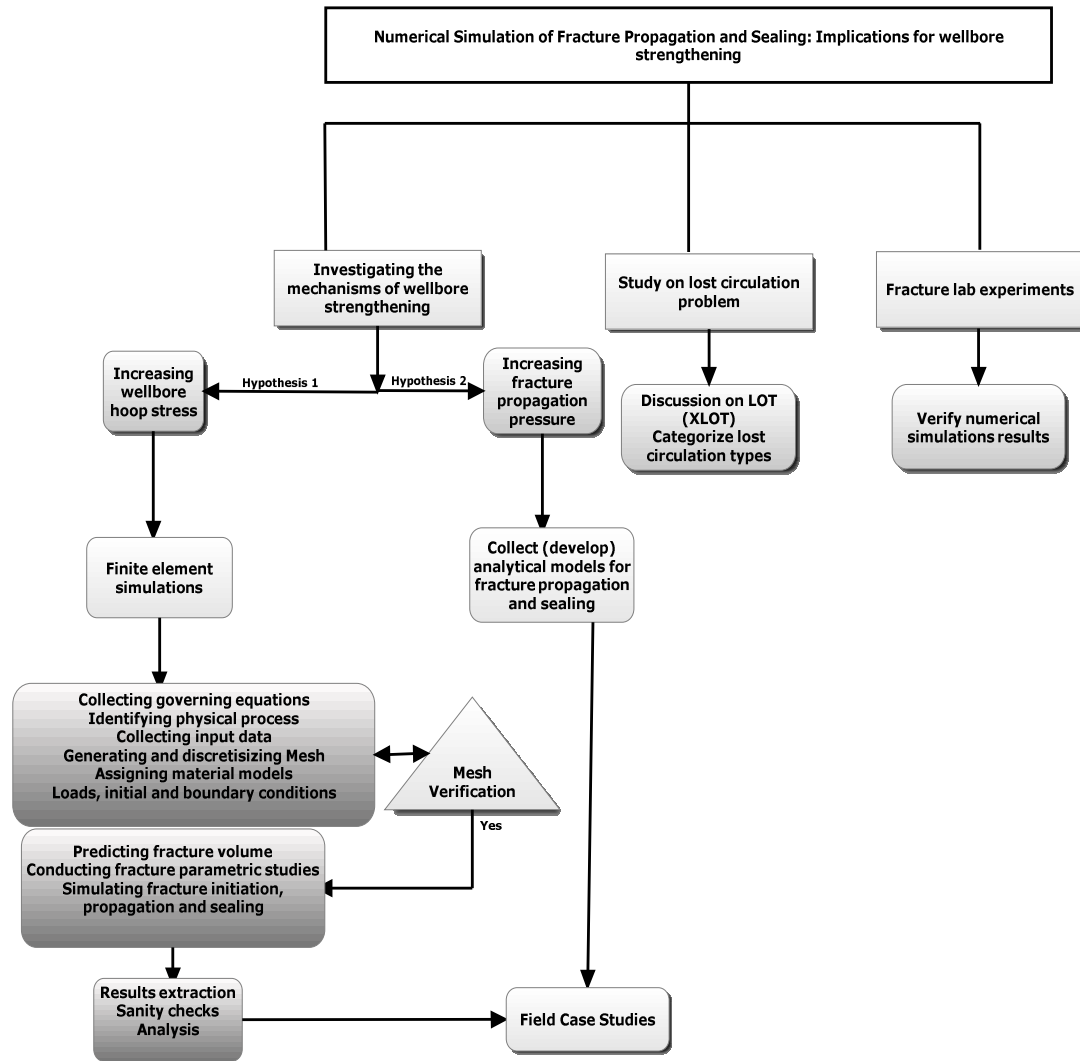 Numerical Simulation of Fracture Propagation and Sealing: Implications for wellbore
strengthening
Investigating the
mechanisms of wellbore
strengthening
Study on lost circulation
problem
Fracture lab experiments
Increasing
wellbore
hoop stress
Hypothesis 1
Hypothesis 2
Increasing
fracture
propagation
pressure
Discussion on LOT
(XLOT)
Categorize lost
circulation types
Verify numerical
simulations results
Finite element
simulations
Collect (develop)
analytical models for
fracture propagation
and sealing
Collecting governing equations
Identifying physical process
Collecting input data
Generating and discretisizing Mesh
Assigning material models
Loads, initial and boundary conditions
Mesh
Verification
Yes
Predicting fracture volume
Conducting fracture parametric studies
Simulating fracture initiation,
propagation and sealing
Results extraction
Sanity checks
Analysis
Field Case Studies